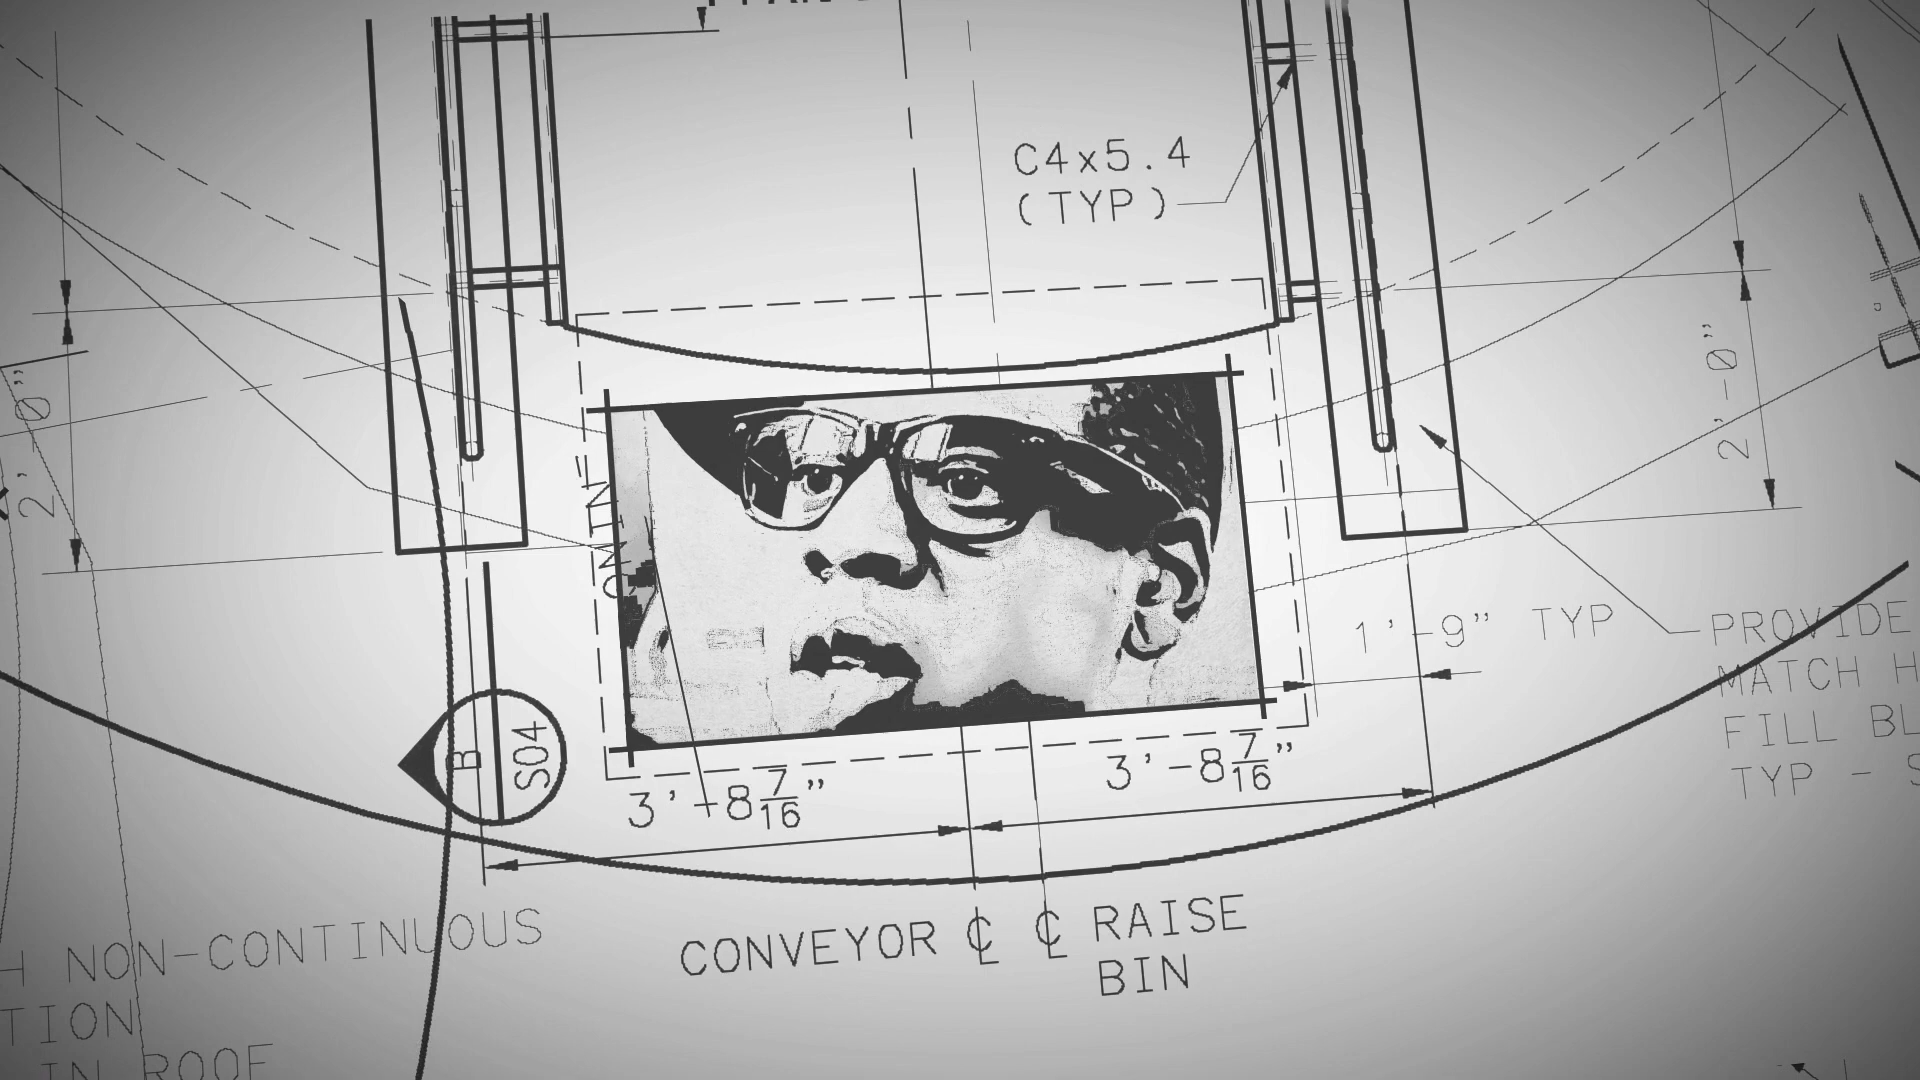 C4x5.4
(TYP)
2'-0"
2'-0"
1'-9" TYP
PROVIDE
MATCH H
FILL BL
TYP - S
B
S04
3'-8 7/16"
3'-8 7/16"
CONVEYOR ℄ ℄ RAISE
BIN
H NON-CONTINUOUS
TION
IN ROOF